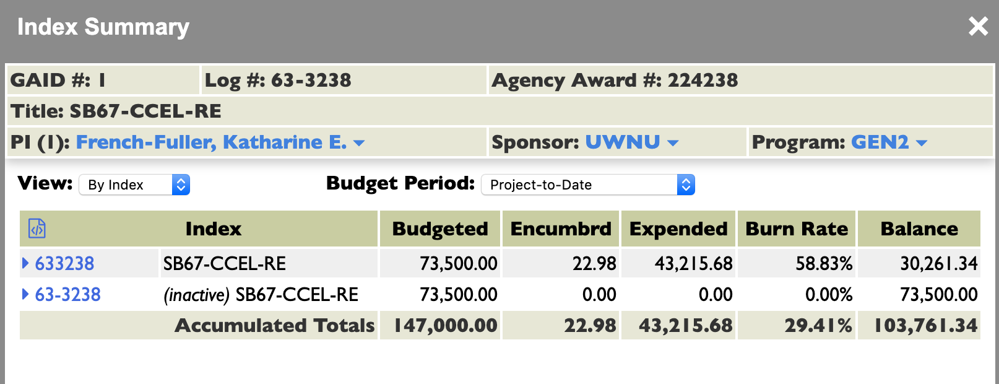 Index Summary
GAID #: 1 Log #: 63-3238 Agency Award #: 224238
Title: SB67-CCEL-RE
PI (1): French-Fuller, Katharine E. Sponsor: UWNU Program: GEN2
View: By Index Budget Period: Project-to-Date
Index Budgeted Encumbrd Expended Burn Rate Balance
633238 SB67-CCEL-RE 73,500.00 22.98 43,215.68 58.83% 30,261.34
63-3238 (inactive) SB67-CCEL-RE 73,500.00 0.00 0.00 0.00% 73,500.00
Accumulated Totals 147,000.00 22.98 43,215.68 29.41% 103,761.34